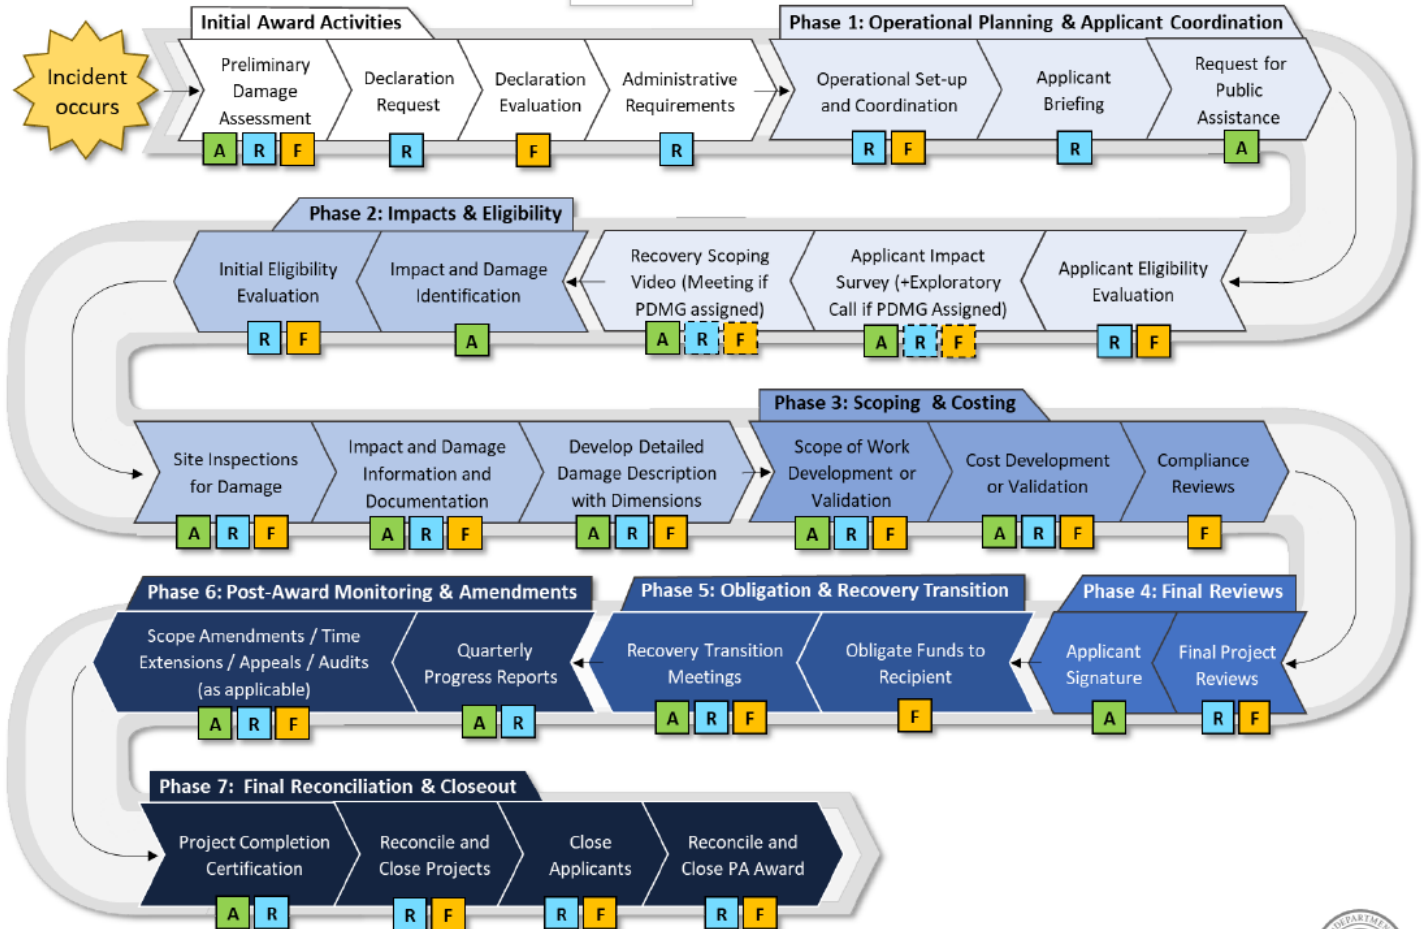 Initial Award Activities
Phase 1: Operational Planning & Applicant Coordination
Incident
occurs
Preliminary
Damage
Assessment
A R F
Declaration
Request
R
Declaration
Evaluation
F
Administrative
Requirements
R
Operational Set-up
and Coordination
R F
Applicant
Briefing
R
Request for
Public
Assistance
A
Applicant Eligibility
Evaluation
R F
Applicant Impact
Survey (+Exploratory
Call if PDMG Assigned)
A R F
Recovery Scoping
Video (Meeting if
PDMG assigned)
A R F
Phase 2: Impacts & Eligibility
Impact and Damage
Identification
A
Initial Eligibility
Evaluation
R F
Site Inspections
for Damage
A R F
Impact and Damage
Information and
Documentation
A R F
Develop Detailed
Damage Description
with Dimensions
A R F
Phase 3: Scoping & Costing
Scope of Work
Development or
Validation
A R F
Cost Development
or Validation
A R F
Compliance
Reviews
F
Phase 4: Final Reviews
Final Project
Reviews
R F
Applicant
Signature
A
Phase 5: Obligation & Recovery Transition
Obligate Funds to
Recipient
F
Recovery Transition
Meetings
A R F
Phase 6: Post-Award Monitoring & Amendments
Quarterly
Progress Reports
A R
Scope Amendments / Time
Extensions / Appeals / Audits
(as applicable)
A R F
Phase 7: Final Reconciliation & Closeout
Project Completion
Certification
A R
Reconcile and
Close Projects
R F
Close
Applicants
R F
Reconcile and
Close PA Award
R F